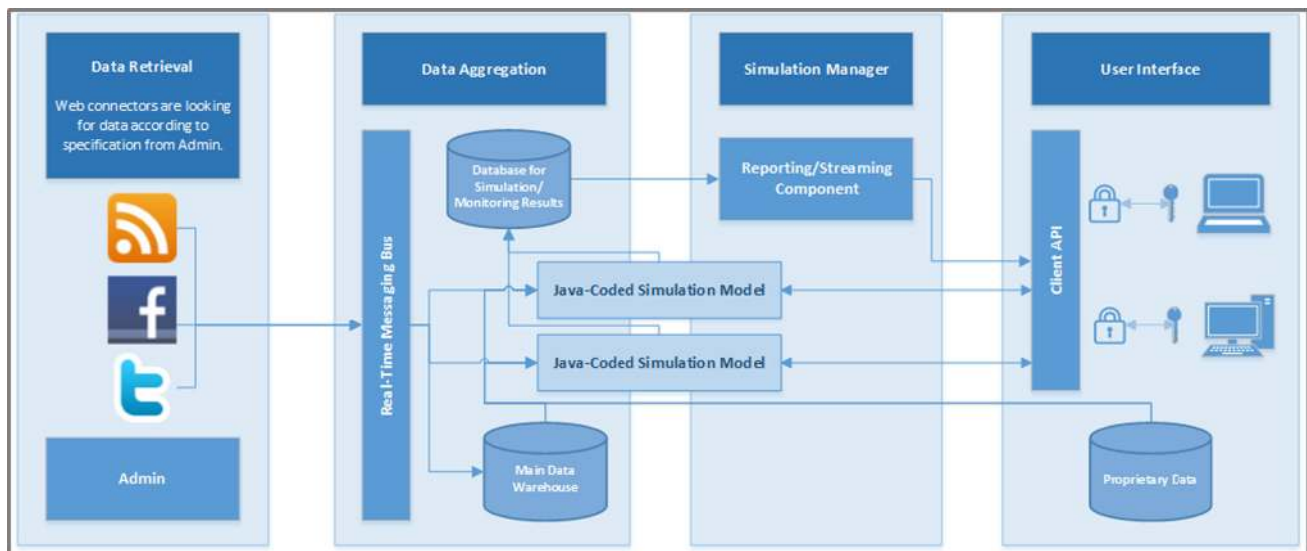 Data Retrieval
Web connectors are looking
for data according to
specification from Admin.
Admin
Data Aggregation
Real-Time Messaging Bus
Database for
Simulation/
Monitoring Results
Java-Coded Simulation Model
Java-Coded Simulation Model
Main Data
Warehouse
Simulation Manager
Reporting/Streaming
Component
User Interface
Client API
Proprietary Data